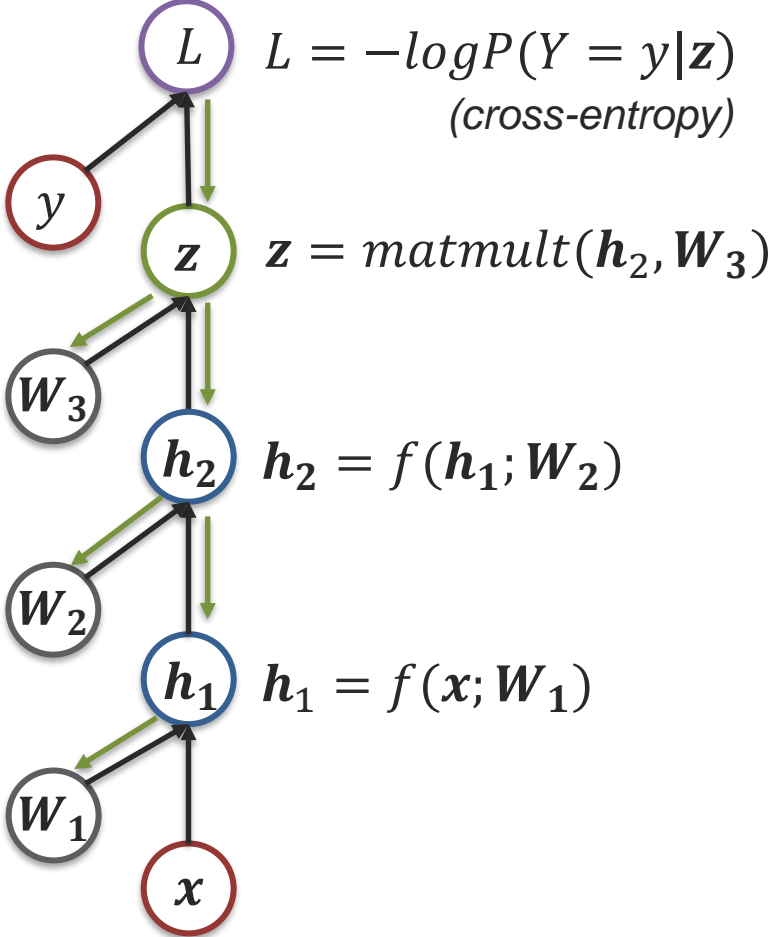 L L = −logP(Y = y|z)
(cross-entropy)
y
z z = matmult(h₂, W₃)
W₃
h₂ h₂ = f(h₁; W₂)
W₂
h₁ h₁ = f(x; W₁)
W₁
x